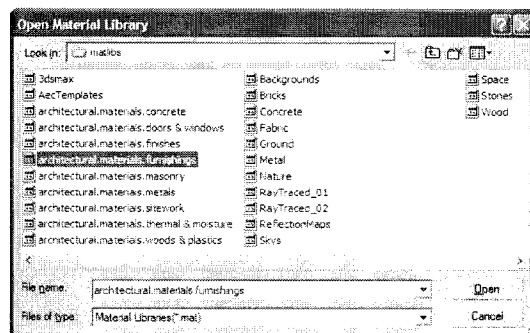 Open Material Library
Look in: matlibs
3dsmax
AecTemplates
architectural.materials.concrete
architectural.materials.doors & windows
architectural.materials.finishes
architectural.materials.furnishings
architectural.materials.masonry
architectural.materials.metals
architectural.materials.sitework
architectural.materials.thermal & moisture
architectural.materials.woods & plastics
Backgrounds
Bricks
Concrete
Fabric
Ground
Metal
Nature
RayTraced_01
RayTraced_02
ReflectionMaps
Skys
Space
Stones
Wood
File name: architectural.materials.furnishings
Open
Files of type: Material Libraries(*.mat)
Cancel